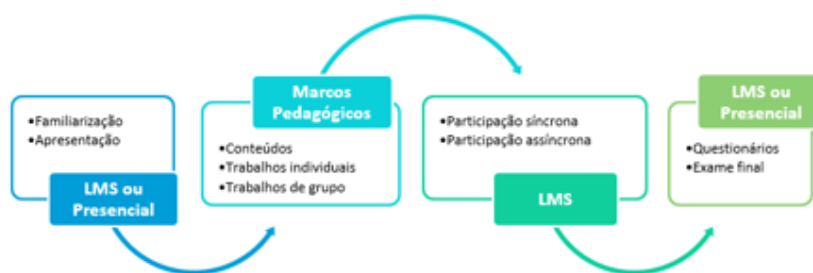 •Familiarização
•Apresentação
LMS ou
Presencial
Marcos
Pedagógicos
•Conteúdos
•Trabalhos individuais
•Trabalhos de grupo
•Participação síncrona
•Participação assíncrona
LMS
LMS ou
Presencial
•Questionários
•Exame final